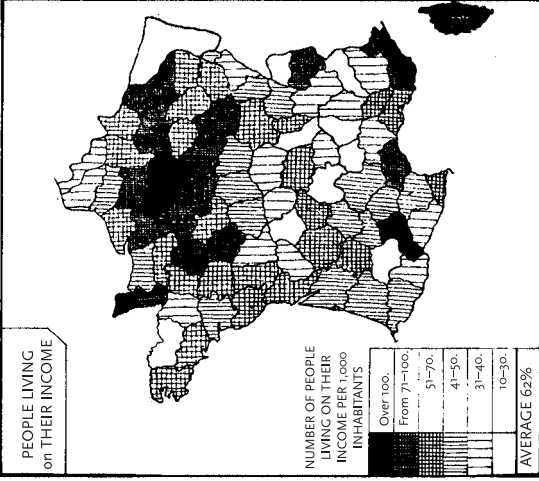 PEOPLE LIVING
on THEIR INCOME
NUMBER OF PEOPLE
LIVING ON THEIR
INCOME PER 1,000
INHABITANTS
Over 100.
From 71–100.
51–70.
41–50.
31–40.
10–30.
AVERAGE 62%